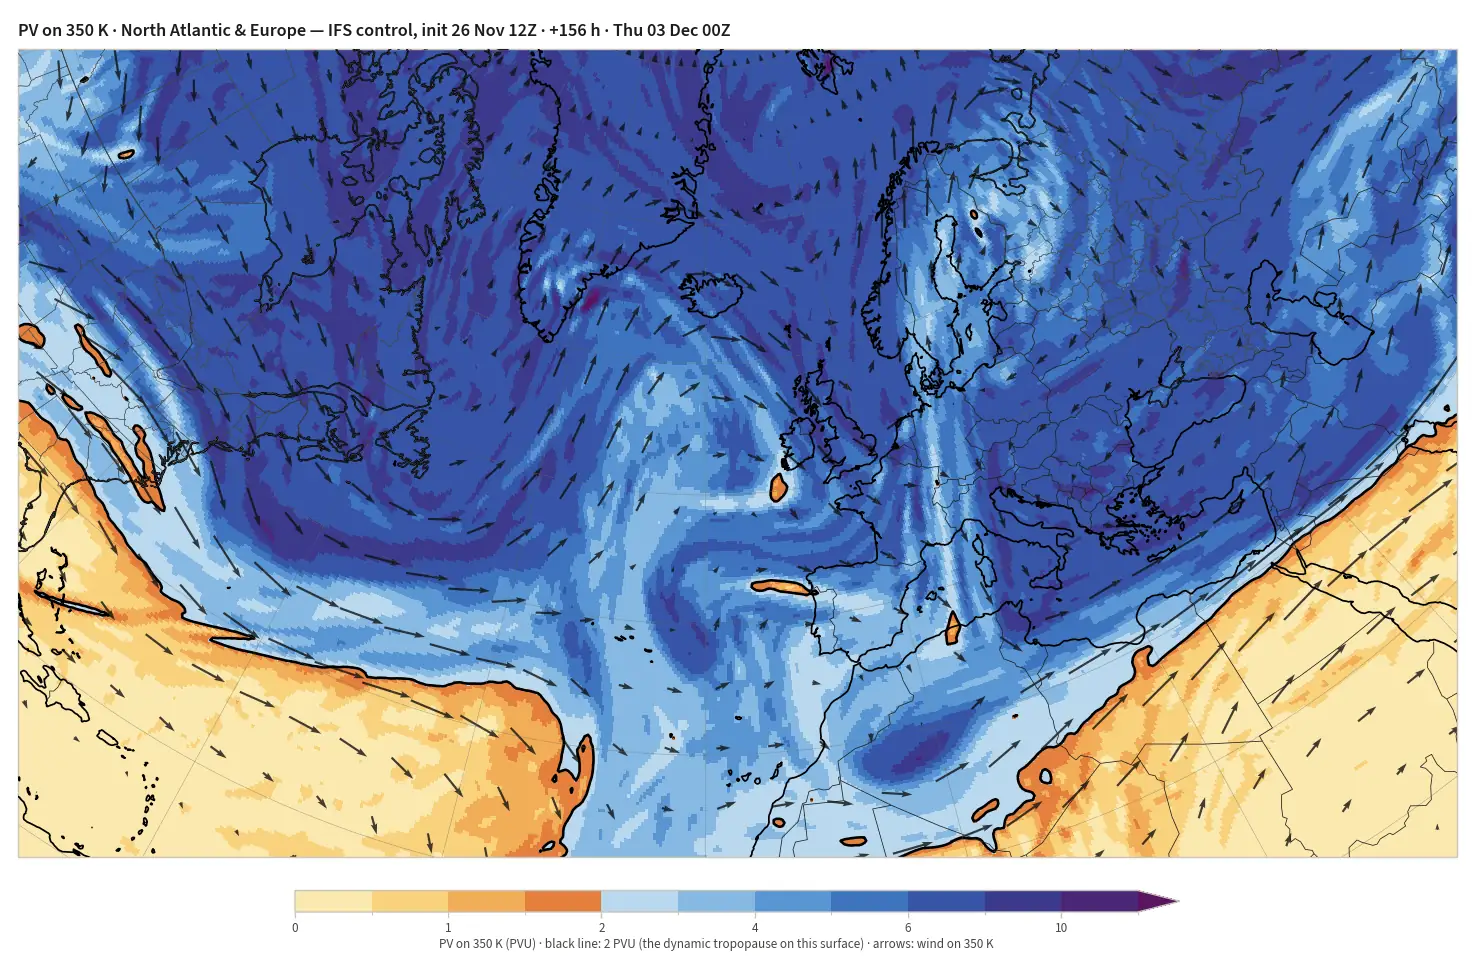 PV on 350 K · North Atlantic & Europe — IFS control, init 26 Nov 12Z · +156 h · Thu 03 Dec 00Z
0 1 2 4 6 10
PV on 350 K (PVU) · black line: 2 PVU (the dynamic tropopause on this surface) · arrows: wind on 350 K